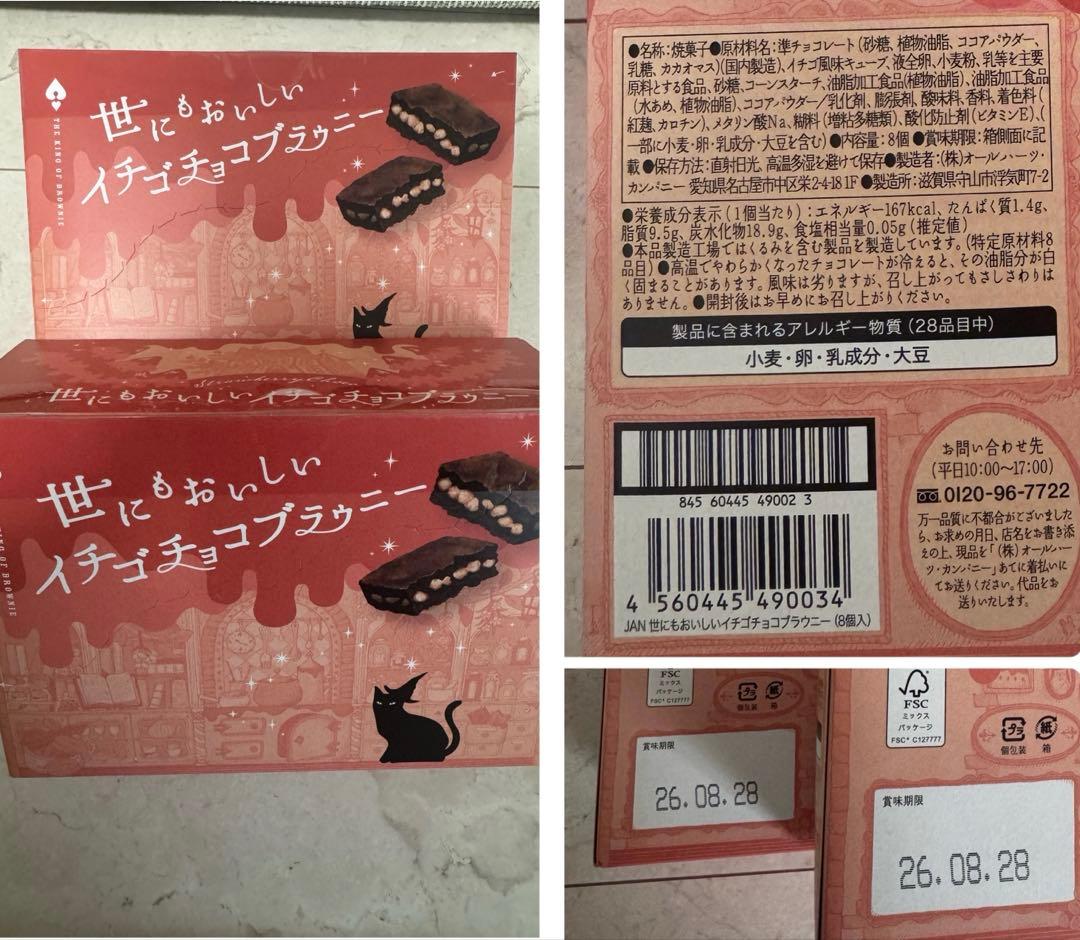 THE KING OF BROWNIE
世にもおいしい
イチゴチョコブラウニー
Strawberry Choco
世にもおいしいイチゴチョコブラウニー
世にもおいしい
イチゴチョコブラウニー
KING OF BROWNIE
●名称:焼菓子●原材料名:準チョコレート(砂糖、植物油脂、ココアパウダー、
乳糖、カカオマス)(国内製造)、イチゴ風味キューブ、液全卵、小麦粉、乳等を主要
原料とする食品、砂糖、コーンスターチ、油脂加工食品(植物油脂)、油脂加工食品
(水あめ、植物油脂)、ココアパウダー/乳化剤、膨張剤、酸味料、香料、着色料(
紅麹、カロチン)、メタリン酸Na、糊料(増粘多糖類)、酸化防止剤(ビタミンE)、(
一部に小麦・卵・乳成分・大豆を含む)●内容量:8個●賞味期限:箱側面に記
載●保存方法:直射日光、高温多湿を避けて保存●製造者:(株)オールハーツ・
カンパニー 愛知県名古屋市中区栄2-4-18 1F●製造所:滋賀県守山市浮気町7-2
●栄養成分表示(1個当たり):エネルギー167kcal、たんぱく質1.4g、
脂質9.5g、炭水化物18.9g、食塩相当量0.05g(推定値)
●本品製造工場ではくるみを含む製品を製造しています。(特定原材料8
品目)●高温でやわらかくなったチョコレートが冷えると、その油脂分が白
く固まることがあります。風味は劣りますが、召し上がってもさしさわりは
ありません。●開封後はお早めにお召し上がりください。
製品に含まれるアレルギー物質(28品目中)
小麦・卵・乳成分・大豆
845 60445 49002 3
4 560445 490034
JAN 世にもおいしいイチゴチョコブラウニー(8個入)
お問い合わせ先
(平日10:00〜17:00)
0120-96-7722
万一品質に不都合がございました
ら、お求めの月日、店名をお書き添
えの上、現品を「(株)オールハー
ツ・カンパニー」あてに着払いに
てお送りください。代品をお
送りいたします。
FSC
ミックス
パッケージ
FSC® C127777
プラ
個包装
紙
箱
賞味期限
26.08.28
FSC
ミックス
パッケージ
FSC® C127777
プラ
個包装
紙
箱
賞味期限
26.08.28